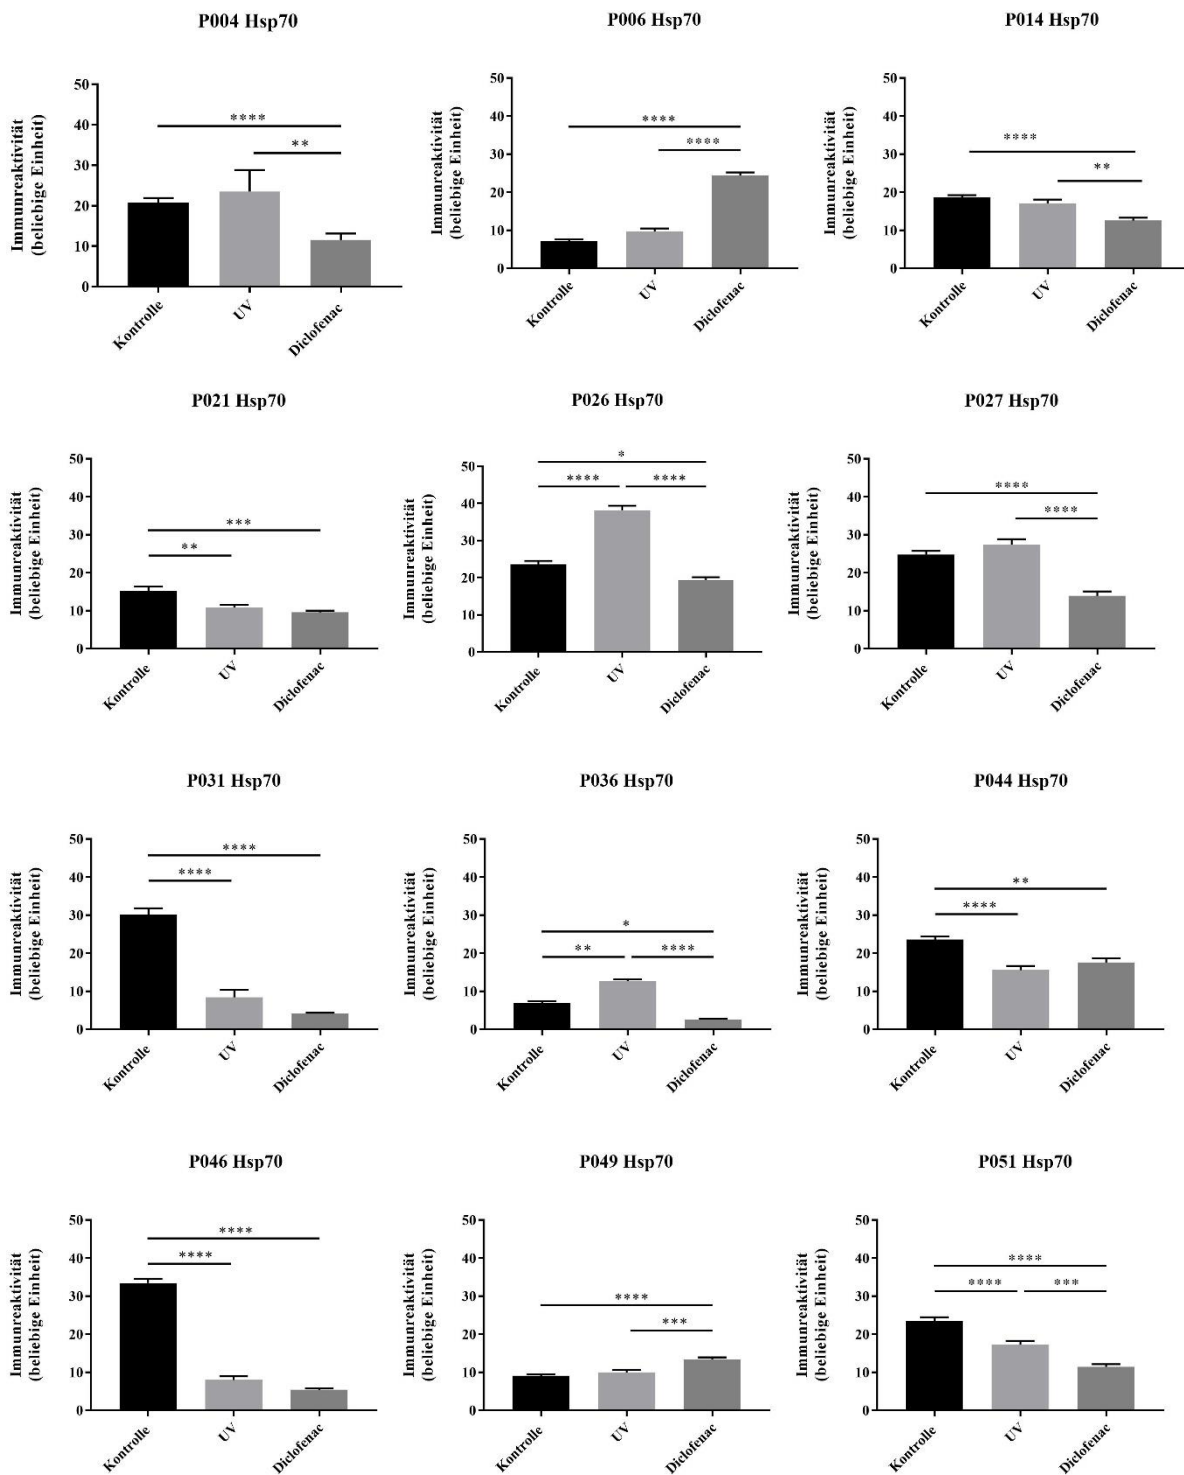 P004 Hsp70
Immunreaktivität
(beliebige Einheit)
50
40
30
20
10
0
****
**
Kontrolle
UV
Diclofenac
P006 Hsp70
Immunreaktivität
(beliebige Einheit)
50
40
30
20
10
0
****
****
Kontrolle
UV
Diclofenac
P014 Hsp70
Immunreaktivität
(beliebige Einheit)
50
40
30
20
10
0
****
**
Kontrolle
UV
Diclofenac
P021 Hsp70
Immunreaktivität
(beliebige Einheit)
50
40
30
20
10
0
***
**
Kontrolle
UV
Diclofenac
P026 Hsp70
Immunreaktivität
(beliebige Einheit)
50
40
30
20
10
0
*
****
****
Kontrolle
UV
Diclofenac
P027 Hsp70
Immunreaktivität
(beliebige Einheit)
50
40
30
20
10
0
****
****
Kontrolle
UV
Diclofenac
P031 Hsp70
Immunreaktivität
(beliebige Einheit)
50
40
30
20
10
0
****
****
Kontrolle
UV
Diclofenac
P036 Hsp70
Immunreaktivität
(beliebige Einheit)
50
40
30
20
10
0
*
**
****
Kontrolle
UV
Diclofenac
P044 Hsp70
Immunreaktivität
(beliebige Einheit)
50
40
30
20
10
0
**
****
Kontrolle
UV
Diclofenac
P046 Hsp70
Immunreaktivität
(beliebige Einheit)
50
40
30
20
10
0
****
****
Kontrolle
UV
Diclofenac
P049 Hsp70
Immunreaktivität
(beliebige Einheit)
50
40
30
20
10
0
****
***
Kontrolle
UV
Diclofenac
P051 Hsp70
Immunreaktivität
(beliebige Einheit)
50
40
30
20
10
0
****
****
***
Kontrolle
UV
Diclofenac